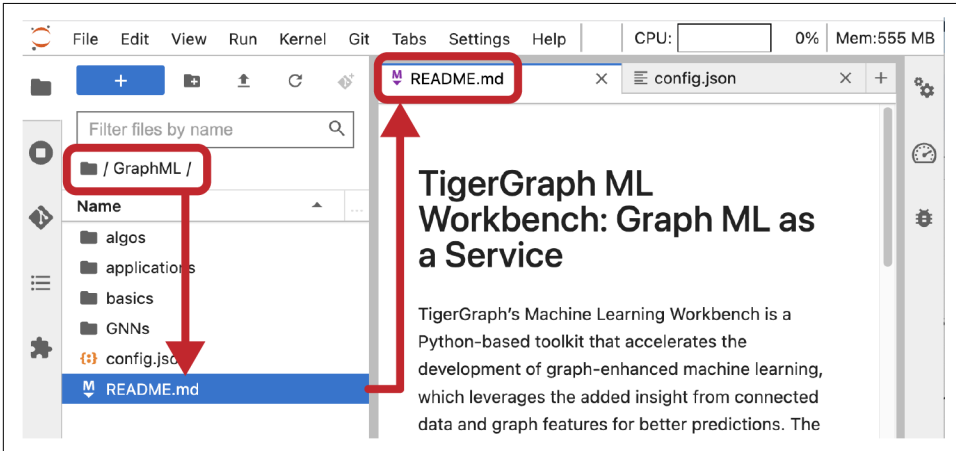 File Edit View Run Kernel Git Tabs Settings Help CPU: 0% Mem:555 MB
+
README.md
config.json
+
Filter files by name
/ GraphML /
Name
...
algos
applications
basics
GNNs
config.json
README.md
TigerGraph ML
Workbench: Graph ML as
a Service
TigerGraph's Machine Learning Workbench is a
Python-based toolkit that accelerates the
development of graph-enhanced machine learning,
which leverages the added insight from connected
data and graph features for better predictions. The